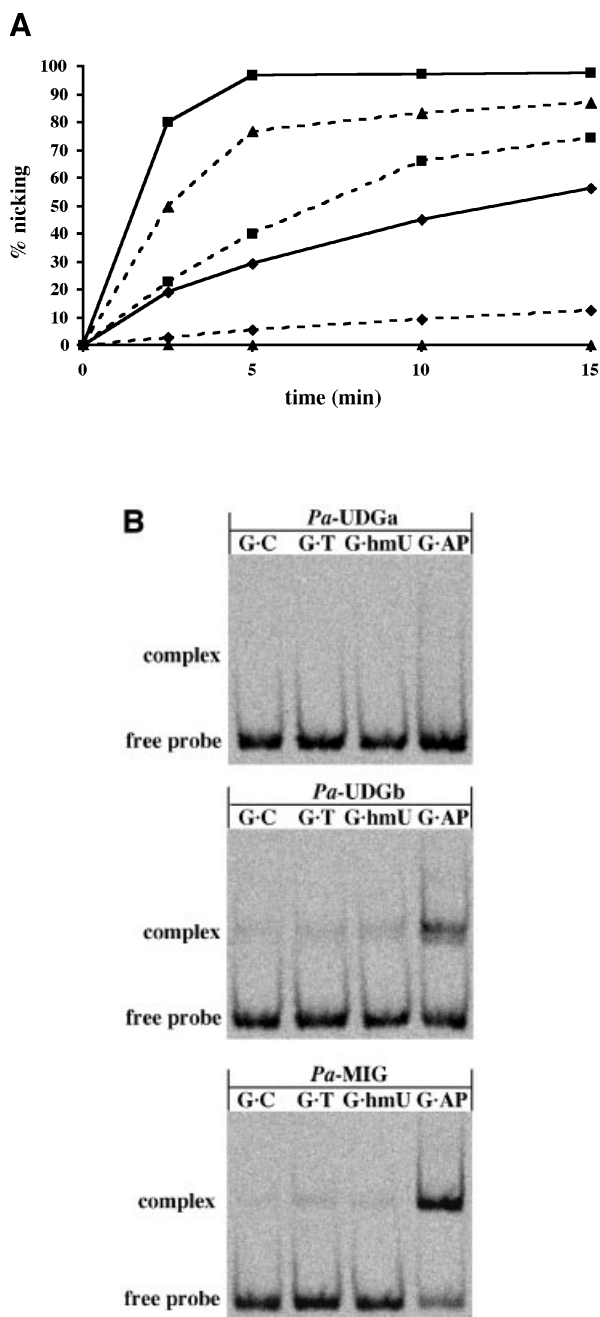 A
100
90
80
70
60
50
40
30
20
10
0
% nicking
0 5 10 15
time (min)
B
Pa-UDGa
G·C G·T G·hmU G·AP
complex
free probe
Pa-UDGb
G·C G·T G·hmU G·AP
complex
free probe
Pa-MIG
G·C G·T G·hmU G·AP
complex
free probe